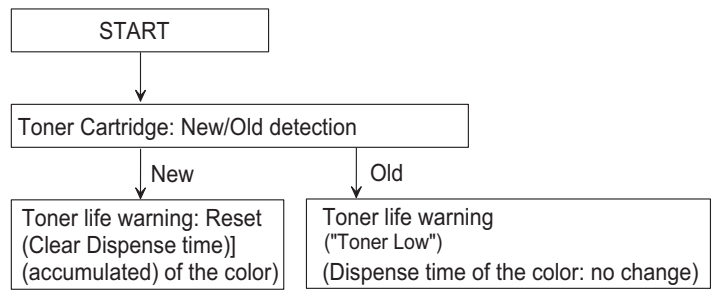 START
Toner Cartridge: New/Old detection
New
Old
Toner life warning: Reset
(Clear Dispense time)]
(accumulated) of the color)
Toner life warning
("Toner Low")
(Dispense time of the color: no change)